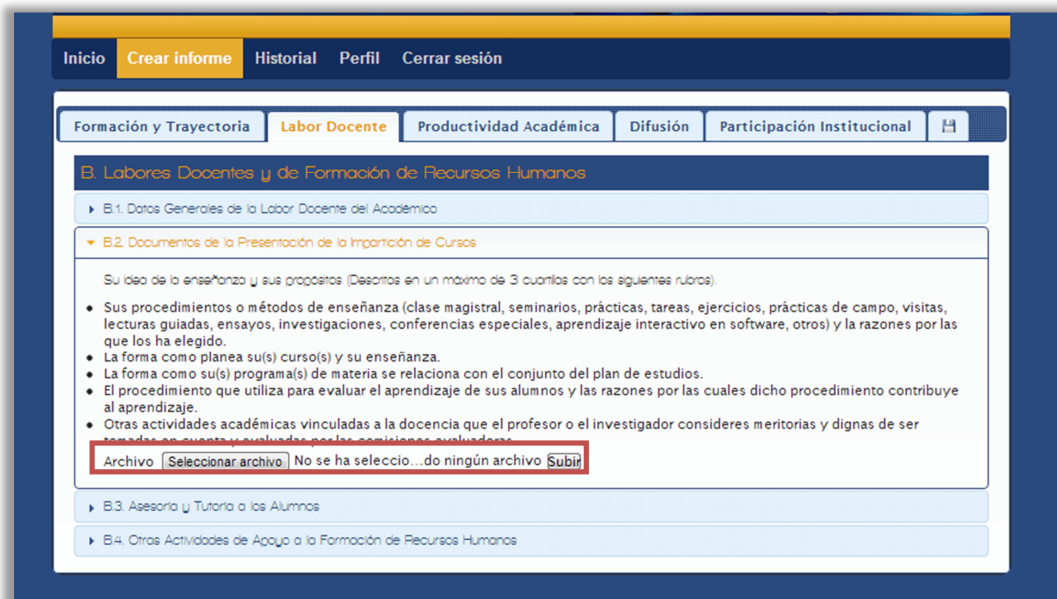 Inicio Crear informe Historial Perfil Cerrar sesión
Formación y Trayectoria Labor Docente Productividad Académica Difusión Participación Institucional
B. Labores Docentes y de Formación de Recursos Humanos
B.1. Datos Generales de la Labor Docente del Académico
B.2. Documentos de la Presentación de la Impartición de Cursos
Su idea de la enseñanza y sus propósitos (Descritas en un máximo de 3 cuartillas con los siguientes rubros).
• Sus procedimientos o métodos de enseñanza (clase magistral, seminarios, prácticas, tareas, ejercicios, prácticas de campo, visitas,
lecturas guiadas, ensayos, investigaciones, conferencias especiales, aprendizaje interactivo en software, otros) y la razones por las
que los ha elegido.
• La forma como planea su(s) curso(s) y su enseñanza.
• La forma como su(s) programa(s) de materia se relaciona con el conjunto del plan de estudios.
• El procedimiento que utiliza para evaluar el aprendizaje de sus alumnos y las razones por las cuales dicho procedimiento contribuye
al aprendizaje.
• Otras actividades académicas vinculadas a la docencia que el profesor o el investigador consideres meritorias y dignas de ser
tomadas en cuenta y evaluadas por las comisiones evaluadoras
Archivo Seleccionar archivo No se ha seleccio...do ningún archivo Subir
B.3. Asesoría y Tutoría a los Alumnos
B.4. Otras Actividades de Apoyo a la Formación de Recursos Humanos